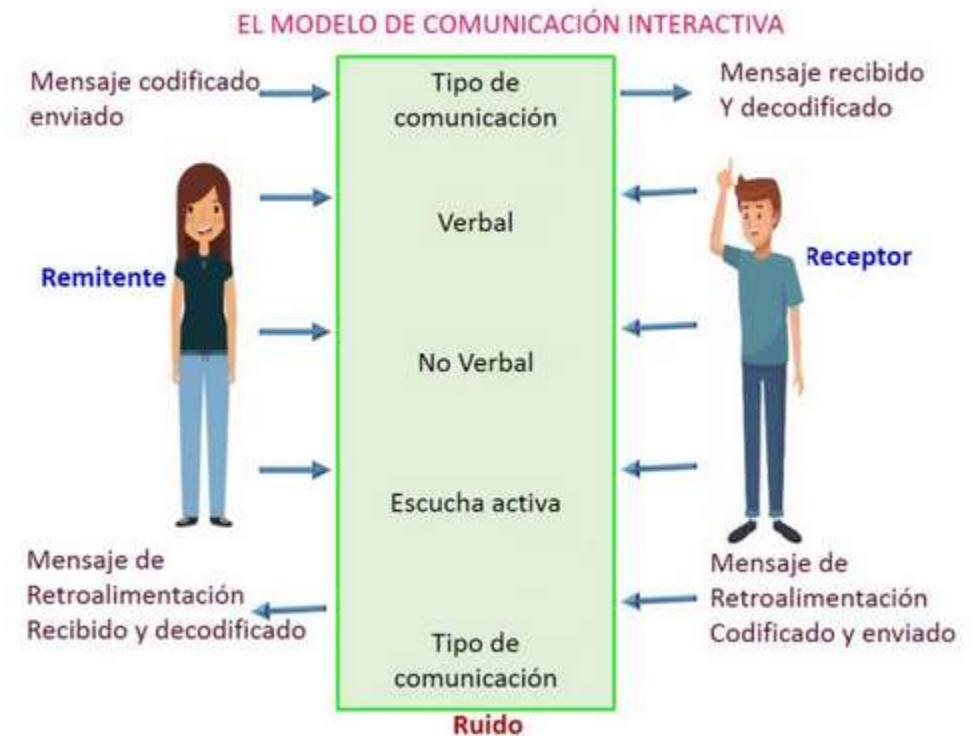 EL MODELO DE COMUNICACIÓN INTERACTIVA
Mensaje codificado
enviado
Tipo de
comunicación
Mensaje recibido
Y decodificado
Verbal
Remitente
Receptor
No Verbal
Escucha activa
Mensaje de
Retroalimentación
Recibido y decodificado
Mensaje de
Retroalimentación
Codificado y enviado
Tipo de
comunicación
Ruido